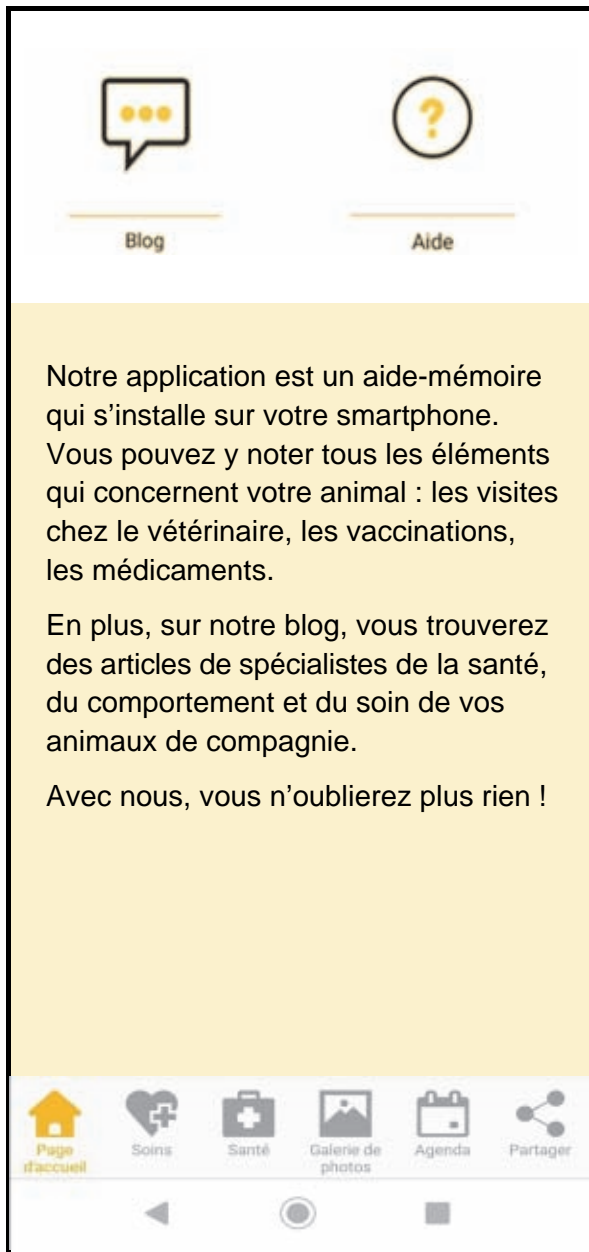 Blog Aide
Notre application est un aide-mémoire
qui s’installe sur votre smartphone.
Vous pouvez y noter tous les éléments
qui concernent votre animal : les visites
chez le vétérinaire, les vaccinations,
les médicaments.
En plus, sur notre blog, vous trouverez
des articles de spécialistes de la santé,
du comportement et du soin de vos
animaux de compagnie.
Avec nous, vous n’oublierez plus rien !
Page d'accueil
Soins
Santé
Galerie de photos
Agenda
Partager